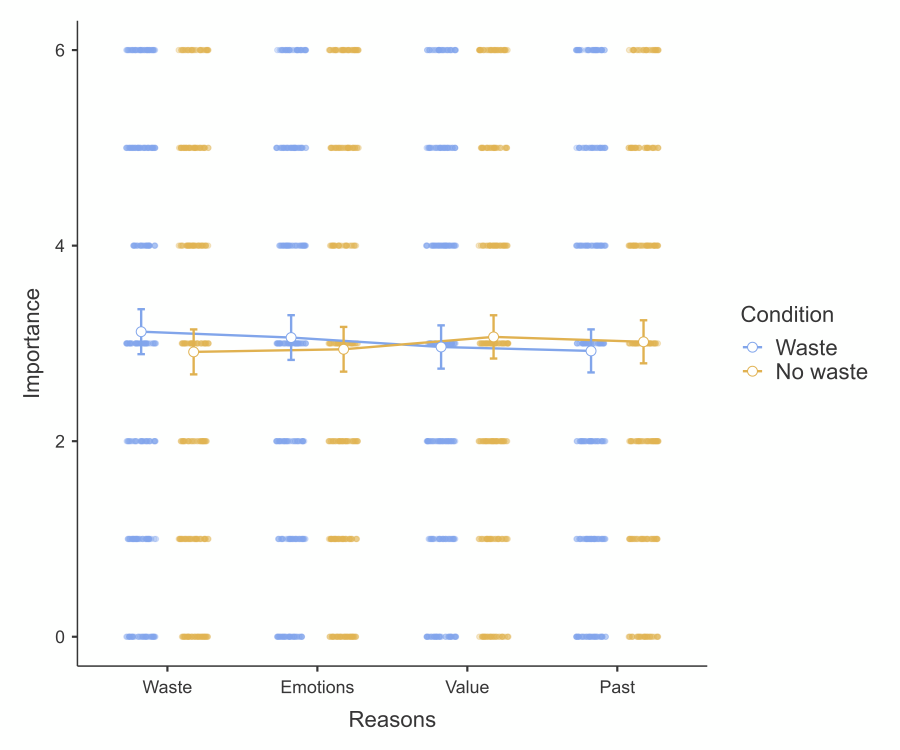 6
4
2
0
Importance
Waste
Emotions
Value
Past
Reasons
Condition
Waste
No waste